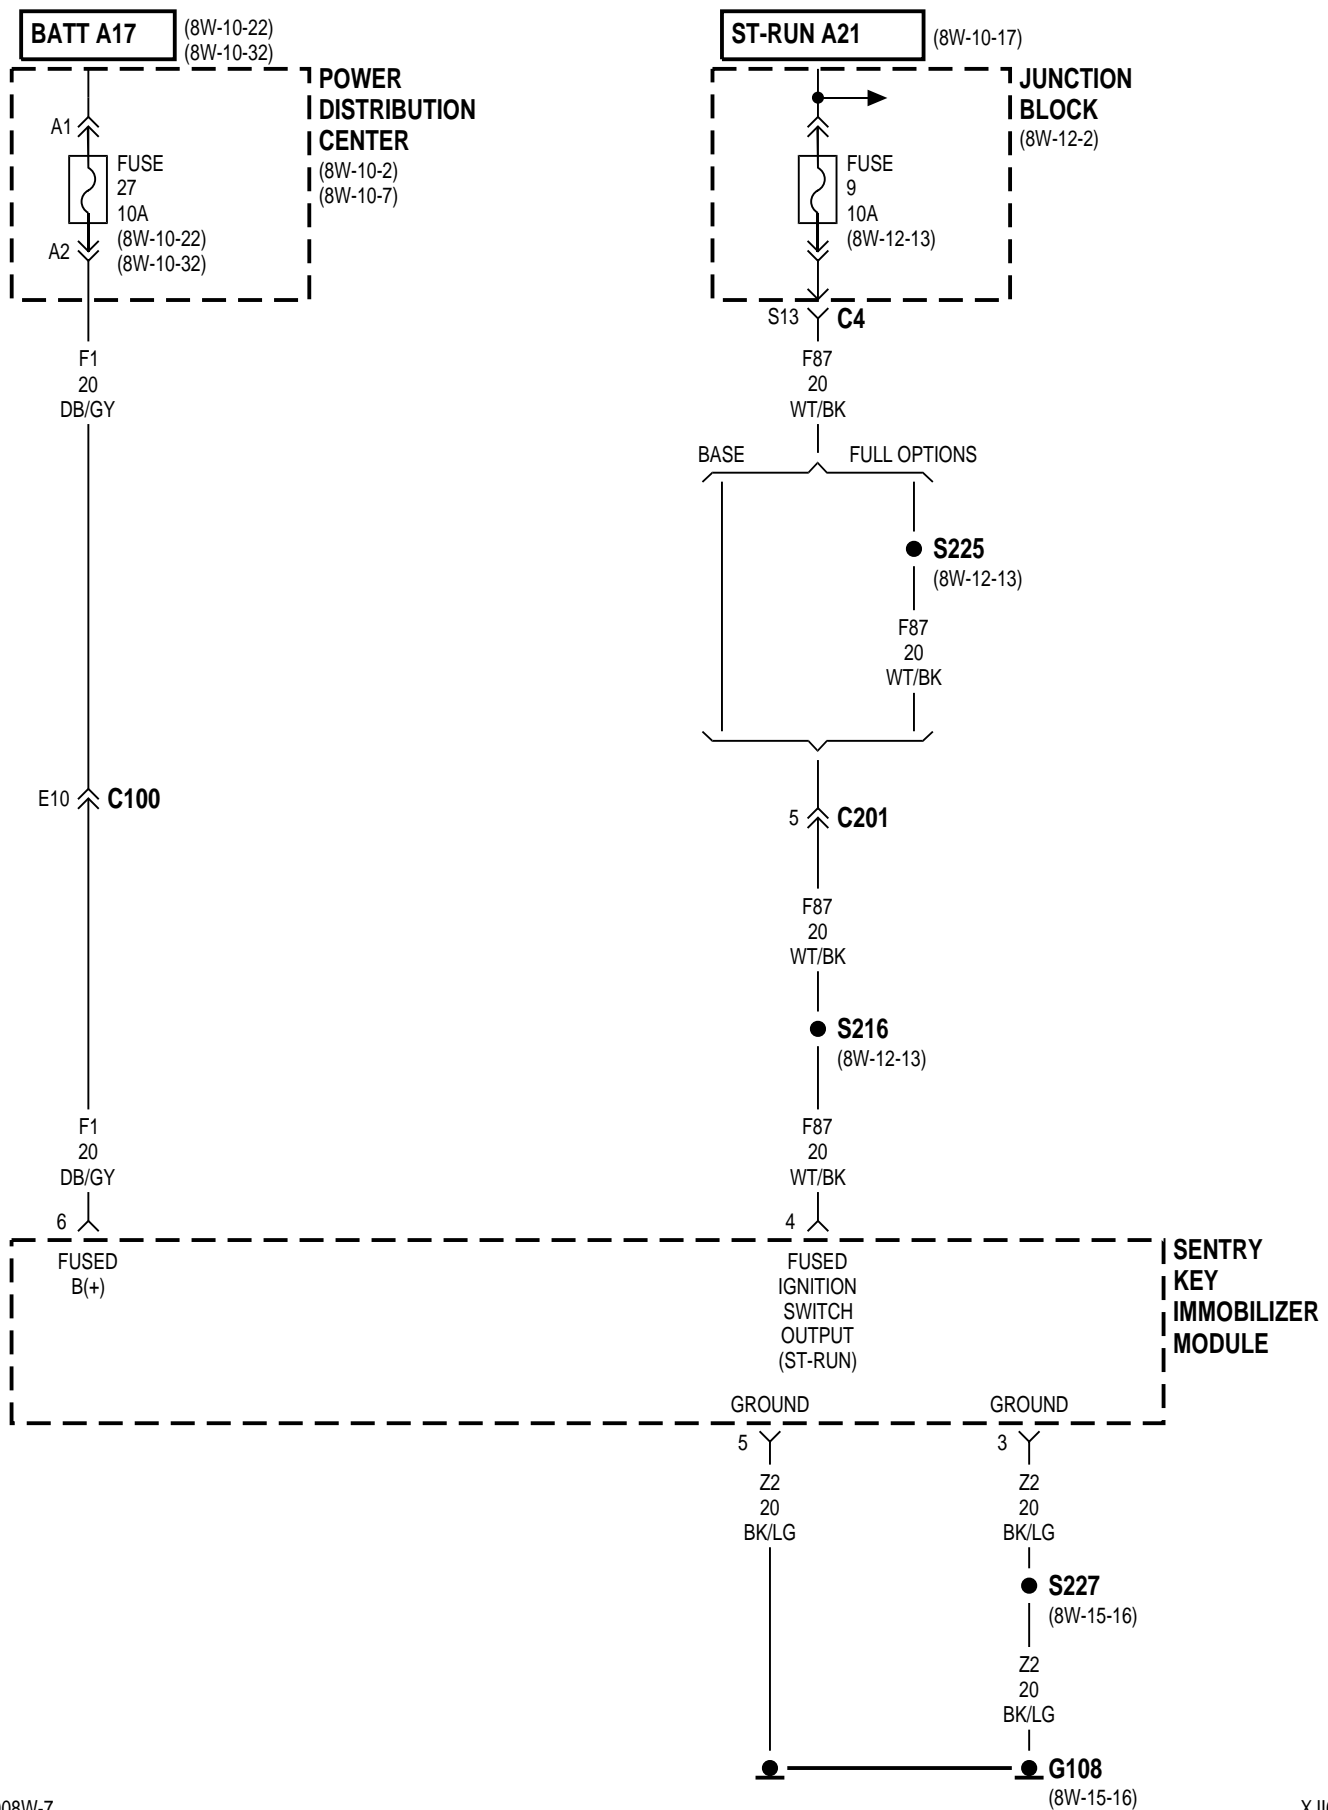 BATT A17
(8W-10-22)
(8W-10-32)
ST-RUN A21
(8W-10-17)
POWER
DISTRIBUTION
CENTER
(8W-10-2)
(8W-10-7)
A1
FUSE
27
10A
(8W-10-22)
(8W-10-32)
A2
JUNCTION
BLOCK
(8W-12-2)
FUSE
9
10A
(8W-12-13)
S13
C4
F1
20
DB/GY
F87
20
WT/BK
BASE
FULL OPTIONS
S225
(8W-12-13)
F87
20
WT/BK
E10
C100
5
C201
F87
20
WT/BK
S216
(8W-12-13)
F1
20
DB/GY
F87
20
WT/BK
6
4
FUSED
B(+)
FUSED
IGNITION
SWITCH
OUTPUT
(ST-RUN)
SENTRY
KEY
IMMOBILIZER
MODULE
GROUND
GROUND
5
3
Z2
20
BK/LG
Z2
20
BK/LG
S227
(8W-15-16)
Z2
20
BK/LG
G108
(8W-15-16)